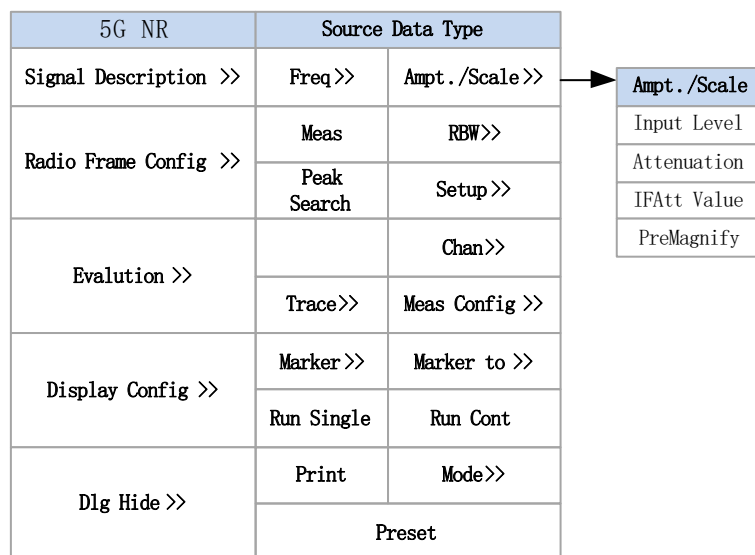 5G NR
Source Data Type
Signal Description >>
Freq>>
Ampt./Scale>>
Radio Frame Config >>
Meas
RBW>>
Peak
Search
Setup>>
Evalution >>
Chan>>
Trace>>
Meas Config >>
Display Config >>
Marker>>
Marker to >>
Run Single
Run Cont
Dlg Hide >>
Print
Mode>>
Preset
Ampt./Scale
Input Level
Attenuation
IFAtt Value
PreMagnify